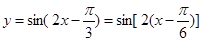 y = sin( 2x − π/3 ) = sin[ 2(x − π/6) ]